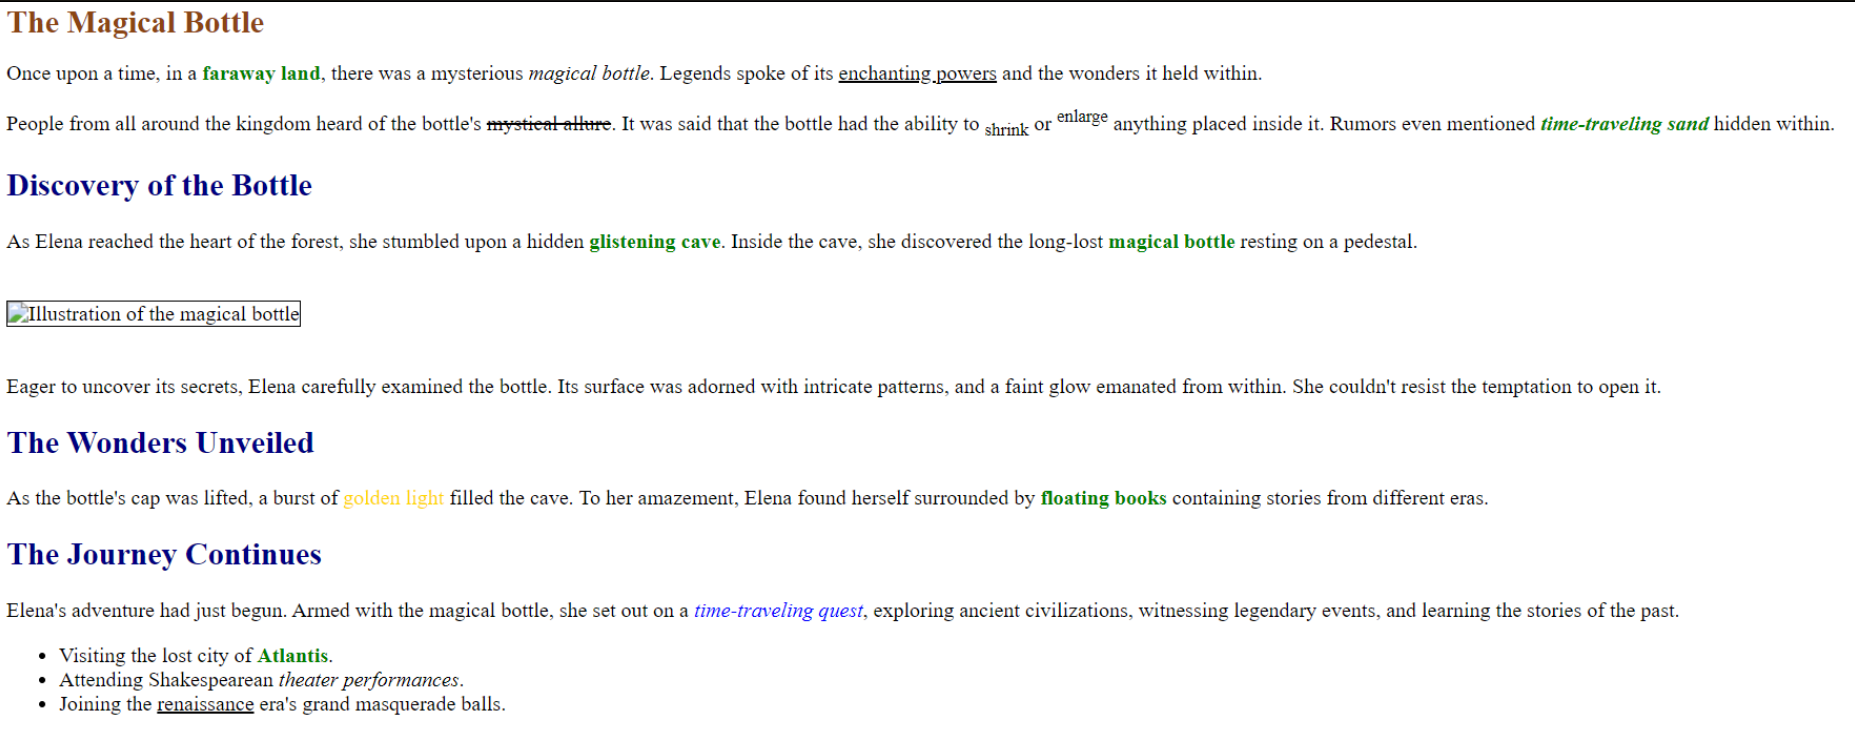 The Magical Bottle
Once upon a time, in a faraway land, there was a mysterious magical bottle. Legends spoke of its enchanting powers and the wonders it held within.
People from all around the kingdom heard of the bottle's mystical allure. It was said that the bottle had the ability to shrink or enlarge anything placed inside it. Rumors even mentioned time-traveling sand hidden within.
Discovery of the Bottle
As Elena reached the heart of the forest, she stumbled upon a hidden glistening cave. Inside the cave, she discovered the long-lost magical bottle resting on a pedestal.
Illustration of the magical bottle
Eager to uncover its secrets, Elena carefully examined the bottle. Its surface was adorned with intricate patterns, and a faint glow emanated from within. She couldn't resist the temptation to open it.
The Wonders Unveiled
As the bottle's cap was lifted, a burst of golden light filled the cave. To her amazement, Elena found herself surrounded by floating books containing stories from different eras.
The Journey Continues
Elena's adventure had just begun. Armed with the magical bottle, she set out on a time-traveling quest, exploring ancient civilizations, witnessing legendary events, and learning the stories of the past.
• Visiting the lost city of Atlantis.
• Attending Shakespearean theater performances.
• Joining the renaissance era's grand masquerade balls.